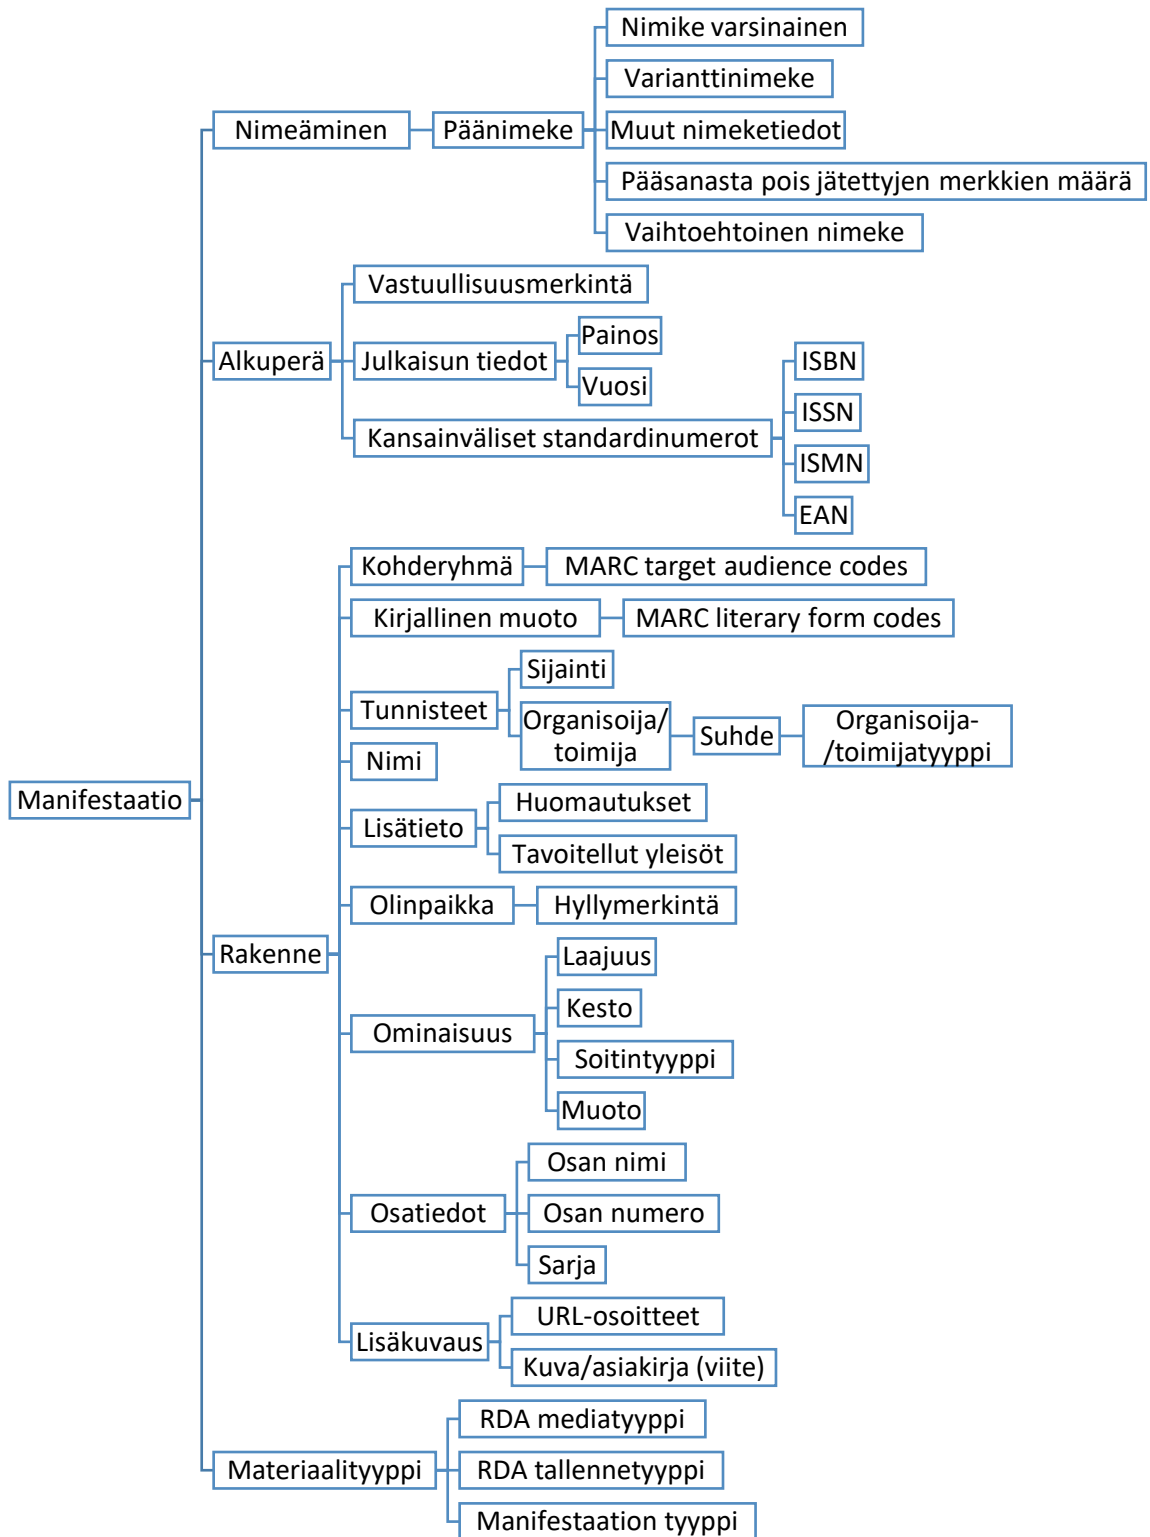 Nimike varsinainen
Varianttinimeke
Nimeäminen
Päänimeke
Muut nimeketiedot
Pääsanasta pois jätettyjen merkkien määrä
Vaihtoehtoinen nimeke
Vastuullisuusmerkintä
Painos
Alkuperä
Julkaisun tiedot
ISBN
Vuosi
ISSN
Kansainväliset standardinumerot
ISMN
EAN
Kohderyhmä
MARC target audience codes
Kirjallinen muoto
MARC literary form codes
Sijainti
Tunnisteet
Organisoija/
toimija
Suhde
Organisoija-
/toimijatyyppi
Nimi
Manifestaatio
Huomautukset
Lisätieto
Tavoitellut yleisöt
Olinpaikka
Hyllymerkintä
Rakenne
Laajuus
Kesto
Ominaisuus
Soitintyyppi
Muoto
Osan nimi
Osatiedot
Osan numero
Sarja
URL-osoitteet
Lisäkuvaus
Kuva/asiakirja (viite)
RDA mediatyyppi
Materiaalityyppi
RDA tallennetyyppi
Manifestaation tyyppi